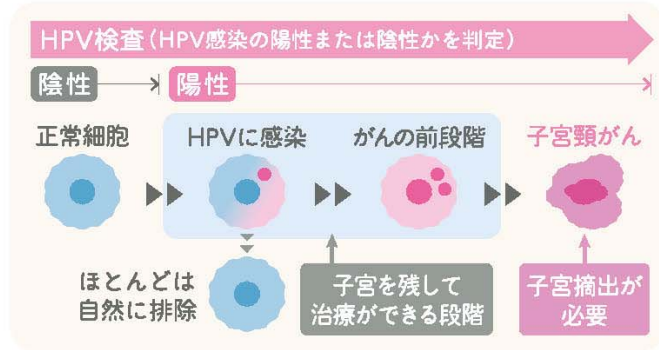 HPV検査（HPV感染の陽性または陰性かを判定）
陰性
陽性
正常細胞
HPVに感染
がんの前段階
子宮頸がん
ほとんどは
自然に排除
子宮を残して
治療ができる段階
子宮摘出が
必要